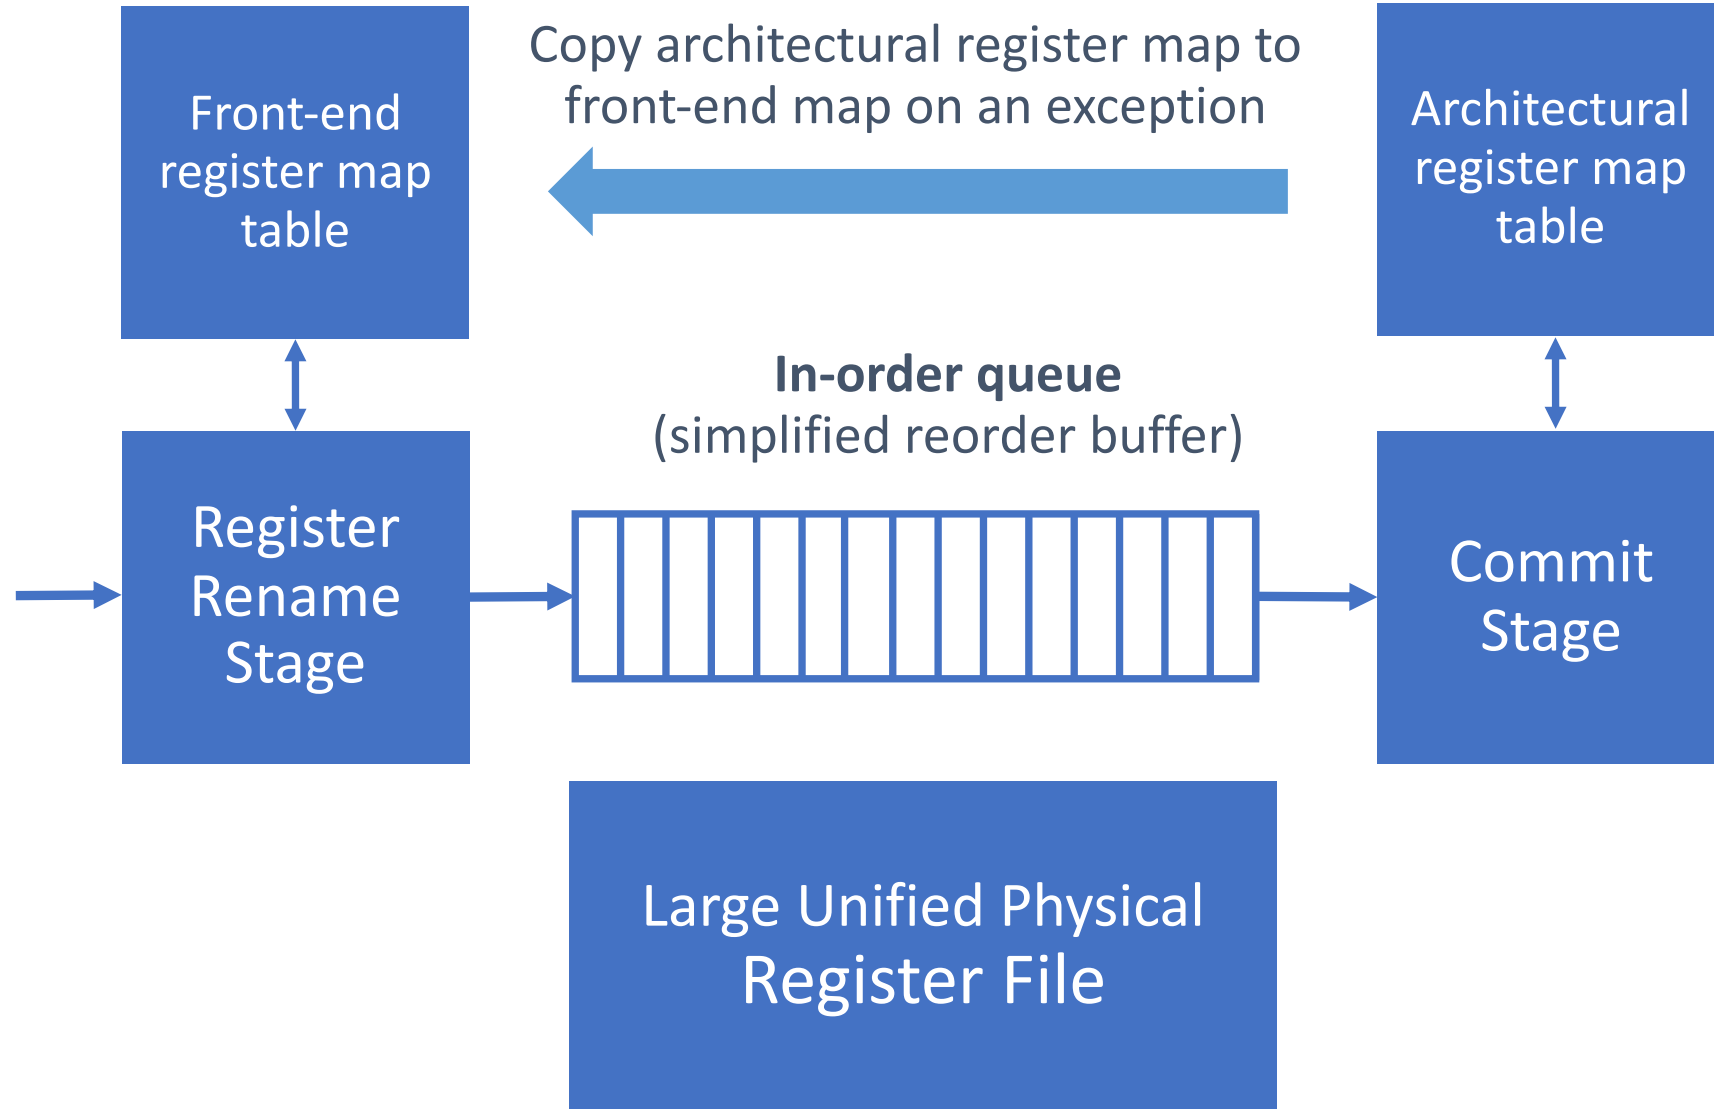 Front-end
register map
table
Copy architectural register map to
front-end map on an exception
Architectural
register map
table
In-order queue
(simplified reorder buffer)
Register
Rename
Stage
Commit
Stage
Large Unified Physical
Register File